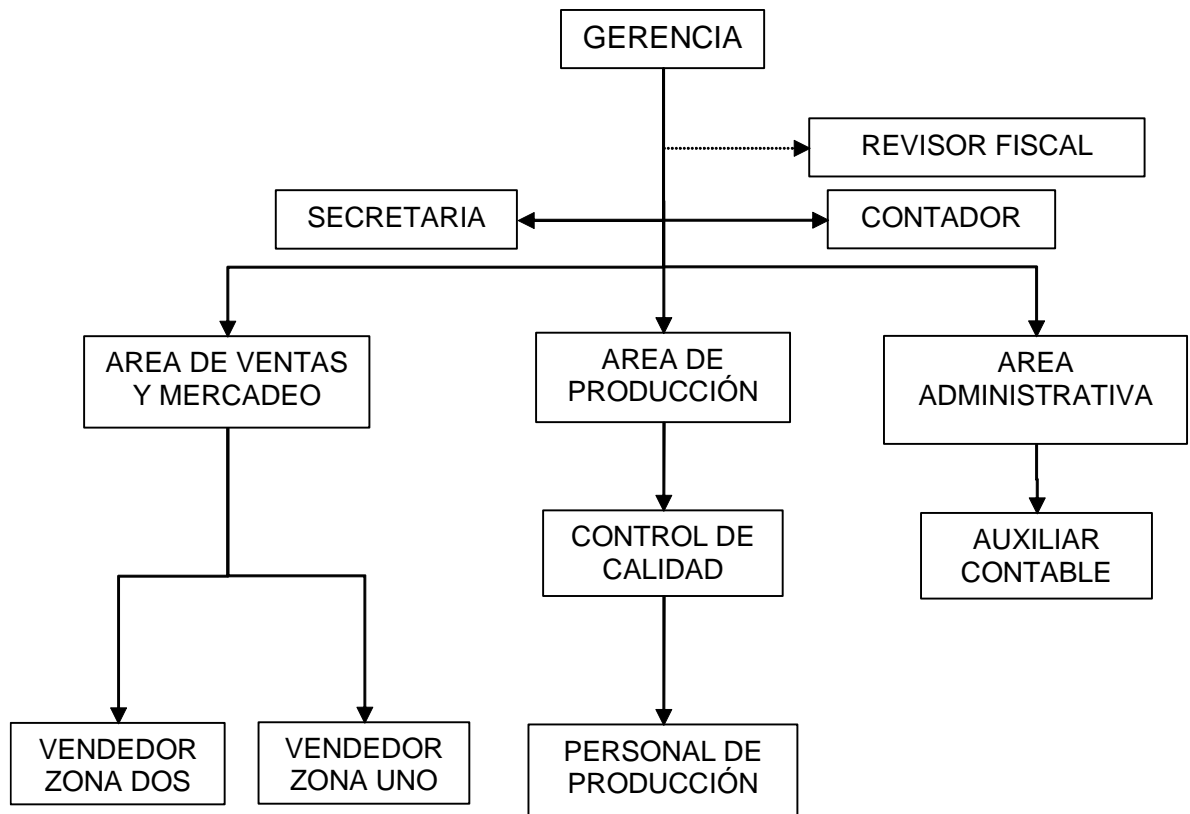 GERENCIA
REVISOR FISCAL
SECRETARIA
CONTADOR
AREA DE VENTAS
Y MERCADEO
AREA DE
PRODUCCIÓN
AREA
ADMINISTRATIVA
CONTROL DE
CALIDAD
AUXILIAR
CONTABLE
VENDEDOR
ZONA DOS
VENDEDOR
ZONA UNO
PERSONAL DE
PRODUCCIÓN